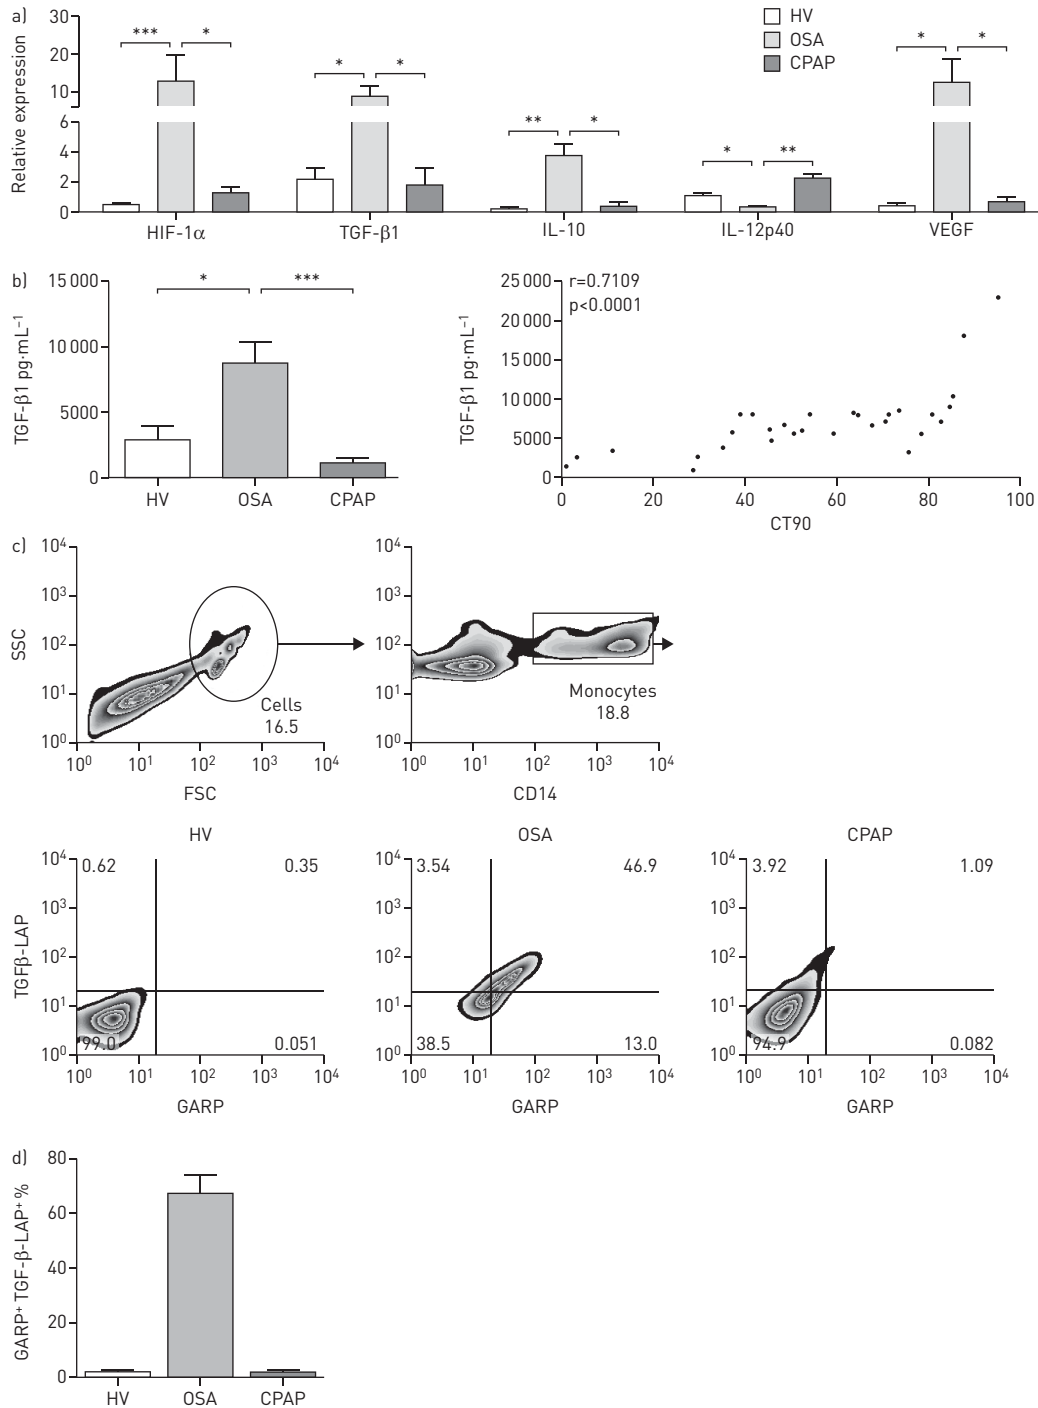 a)
30
20
10
6
4
2
0
Relative expression
*** *
* *
** *
* **
* *
HV
OSA
CPAP
HIF-1α TGF-β1 IL-10 IL-12p40 VEGF
b)
15 000
10 000
5000
0
TGF-β1 pg·mL⁻¹
* ***
HV OSA CPAP
25 000
20 000
15 000
10 000
5000
0
TGF-β1 pg·mL⁻¹
r=0.7109
p<0.0001
0 20 40 60 80 100
CT90
c)
10⁴
10³
10²
10¹
10⁰
SSC
Cells
16.5
10⁰ 10¹ 10² 10³ 10⁴
FSC
10⁴
10³
10²
10¹
10⁰
Monocytes
18.8
10⁰ 10¹ 10² 10³ 10⁴
CD14
HV
10⁴
10³
10²
10¹
10⁰
TGFβ-LAP
0.62 0.35
99.0 0.051
10⁰ 10¹ 10² 10³ 10⁴
GARP
OSA
10⁴
10³
10²
10¹
10⁰
3.54 46.9
38.5 13.0
10⁰ 10¹ 10² 10³ 10⁴
GARP
CPAP
10⁴
10³
10²
10¹
10⁰
3.92 1.09
94.9 0.082
10⁰ 10¹ 10² 10³ 10⁴
GARP
d)
80
60
40
20
0
GARP⁺ TGF-β-LAP⁺ %
HV OSA CPAP